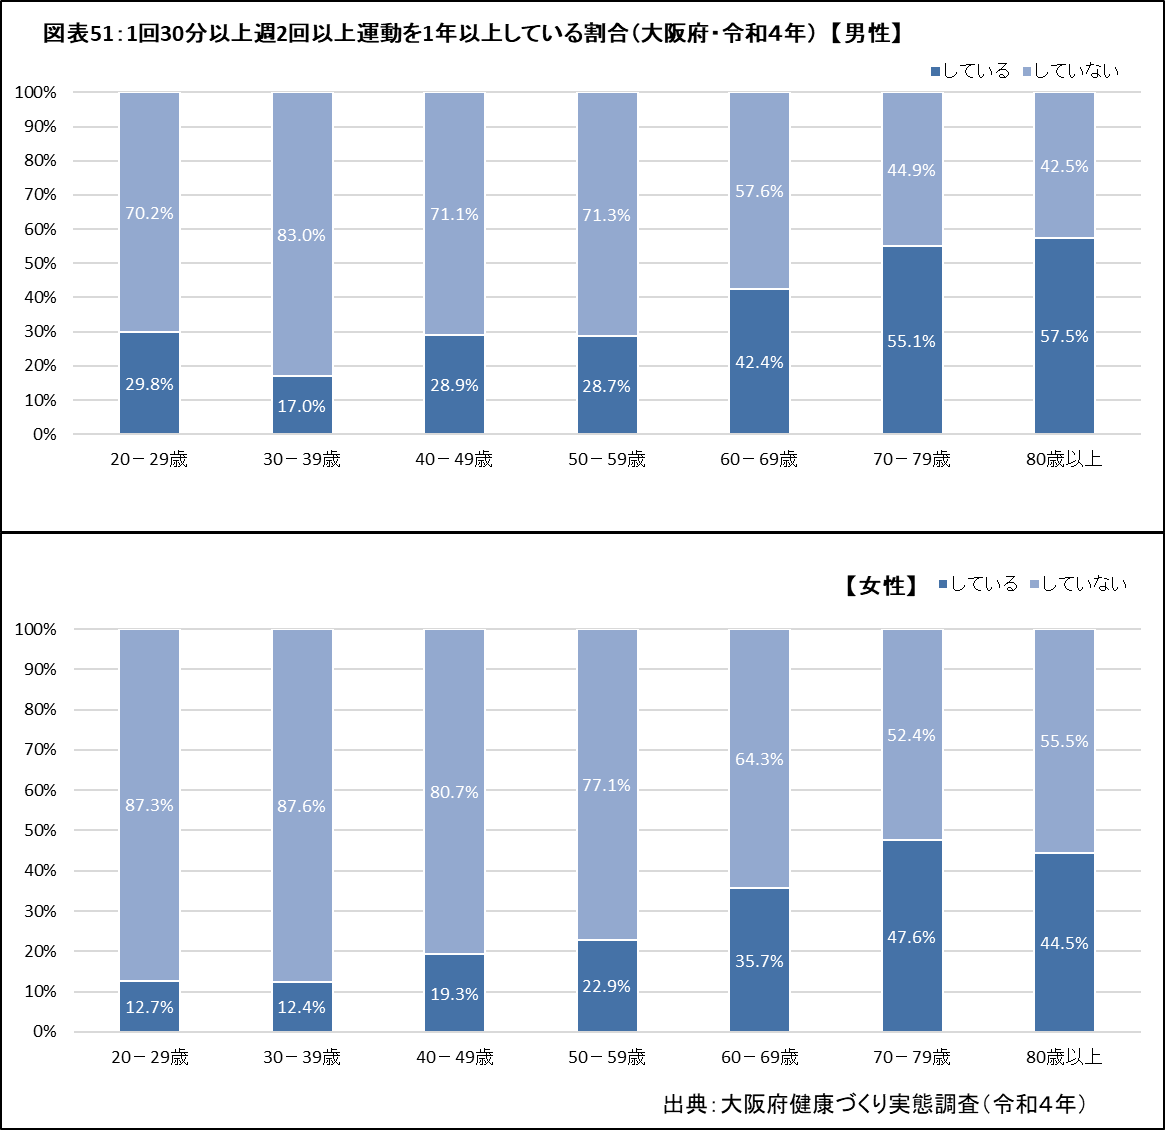 図表51：1回30分以上週2回以上運動を1年以上している割合（大阪府・令和４年）【男性】
している していない
100%
90%
80%
70%
60%
50%
40%
30%
20%
10%
0%
70.2% 83.0% 71.1% 71.3% 57.6% 44.9% 42.5%
29.8% 17.0% 28.9% 28.7% 42.4% 55.1% 57.5%
20－29歳 30－39歳 40－49歳 50－59歳 60－69歳 70－79歳 80歳以上
【女性】 している していない
100%
90%
80%
70%
60%
50%
40%
30%
20%
10%
0%
87.3% 87.6% 80.7% 77.1% 64.3% 52.4% 55.5%
12.7% 12.4% 19.3% 22.9% 35.7% 47.6% 44.5%
20－29歳 30－39歳 40－49歳 50－59歳 60－69歳 70－79歳 80歳以上
出典：大阪府健康づくり実態調査（令和４年）